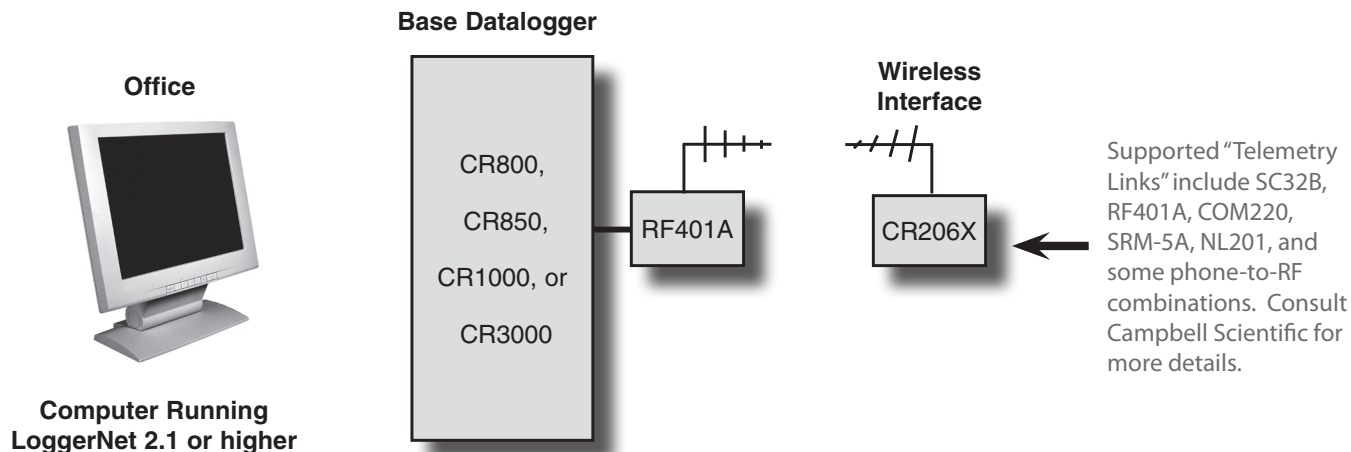 Office
Computer Running
LoggerNet 2.1 or higher
Base Datalogger
CR800,
CR850,
CR1000, or
CR3000
RF401A
Wireless
Interface
CR206X
Supported “Telemetry
Links” include SC32B,
RF401A, COM220,
SRM-5A, NL201, and
some phone-to-RF
combinations. Consult
Campbell Scientific for
more details.